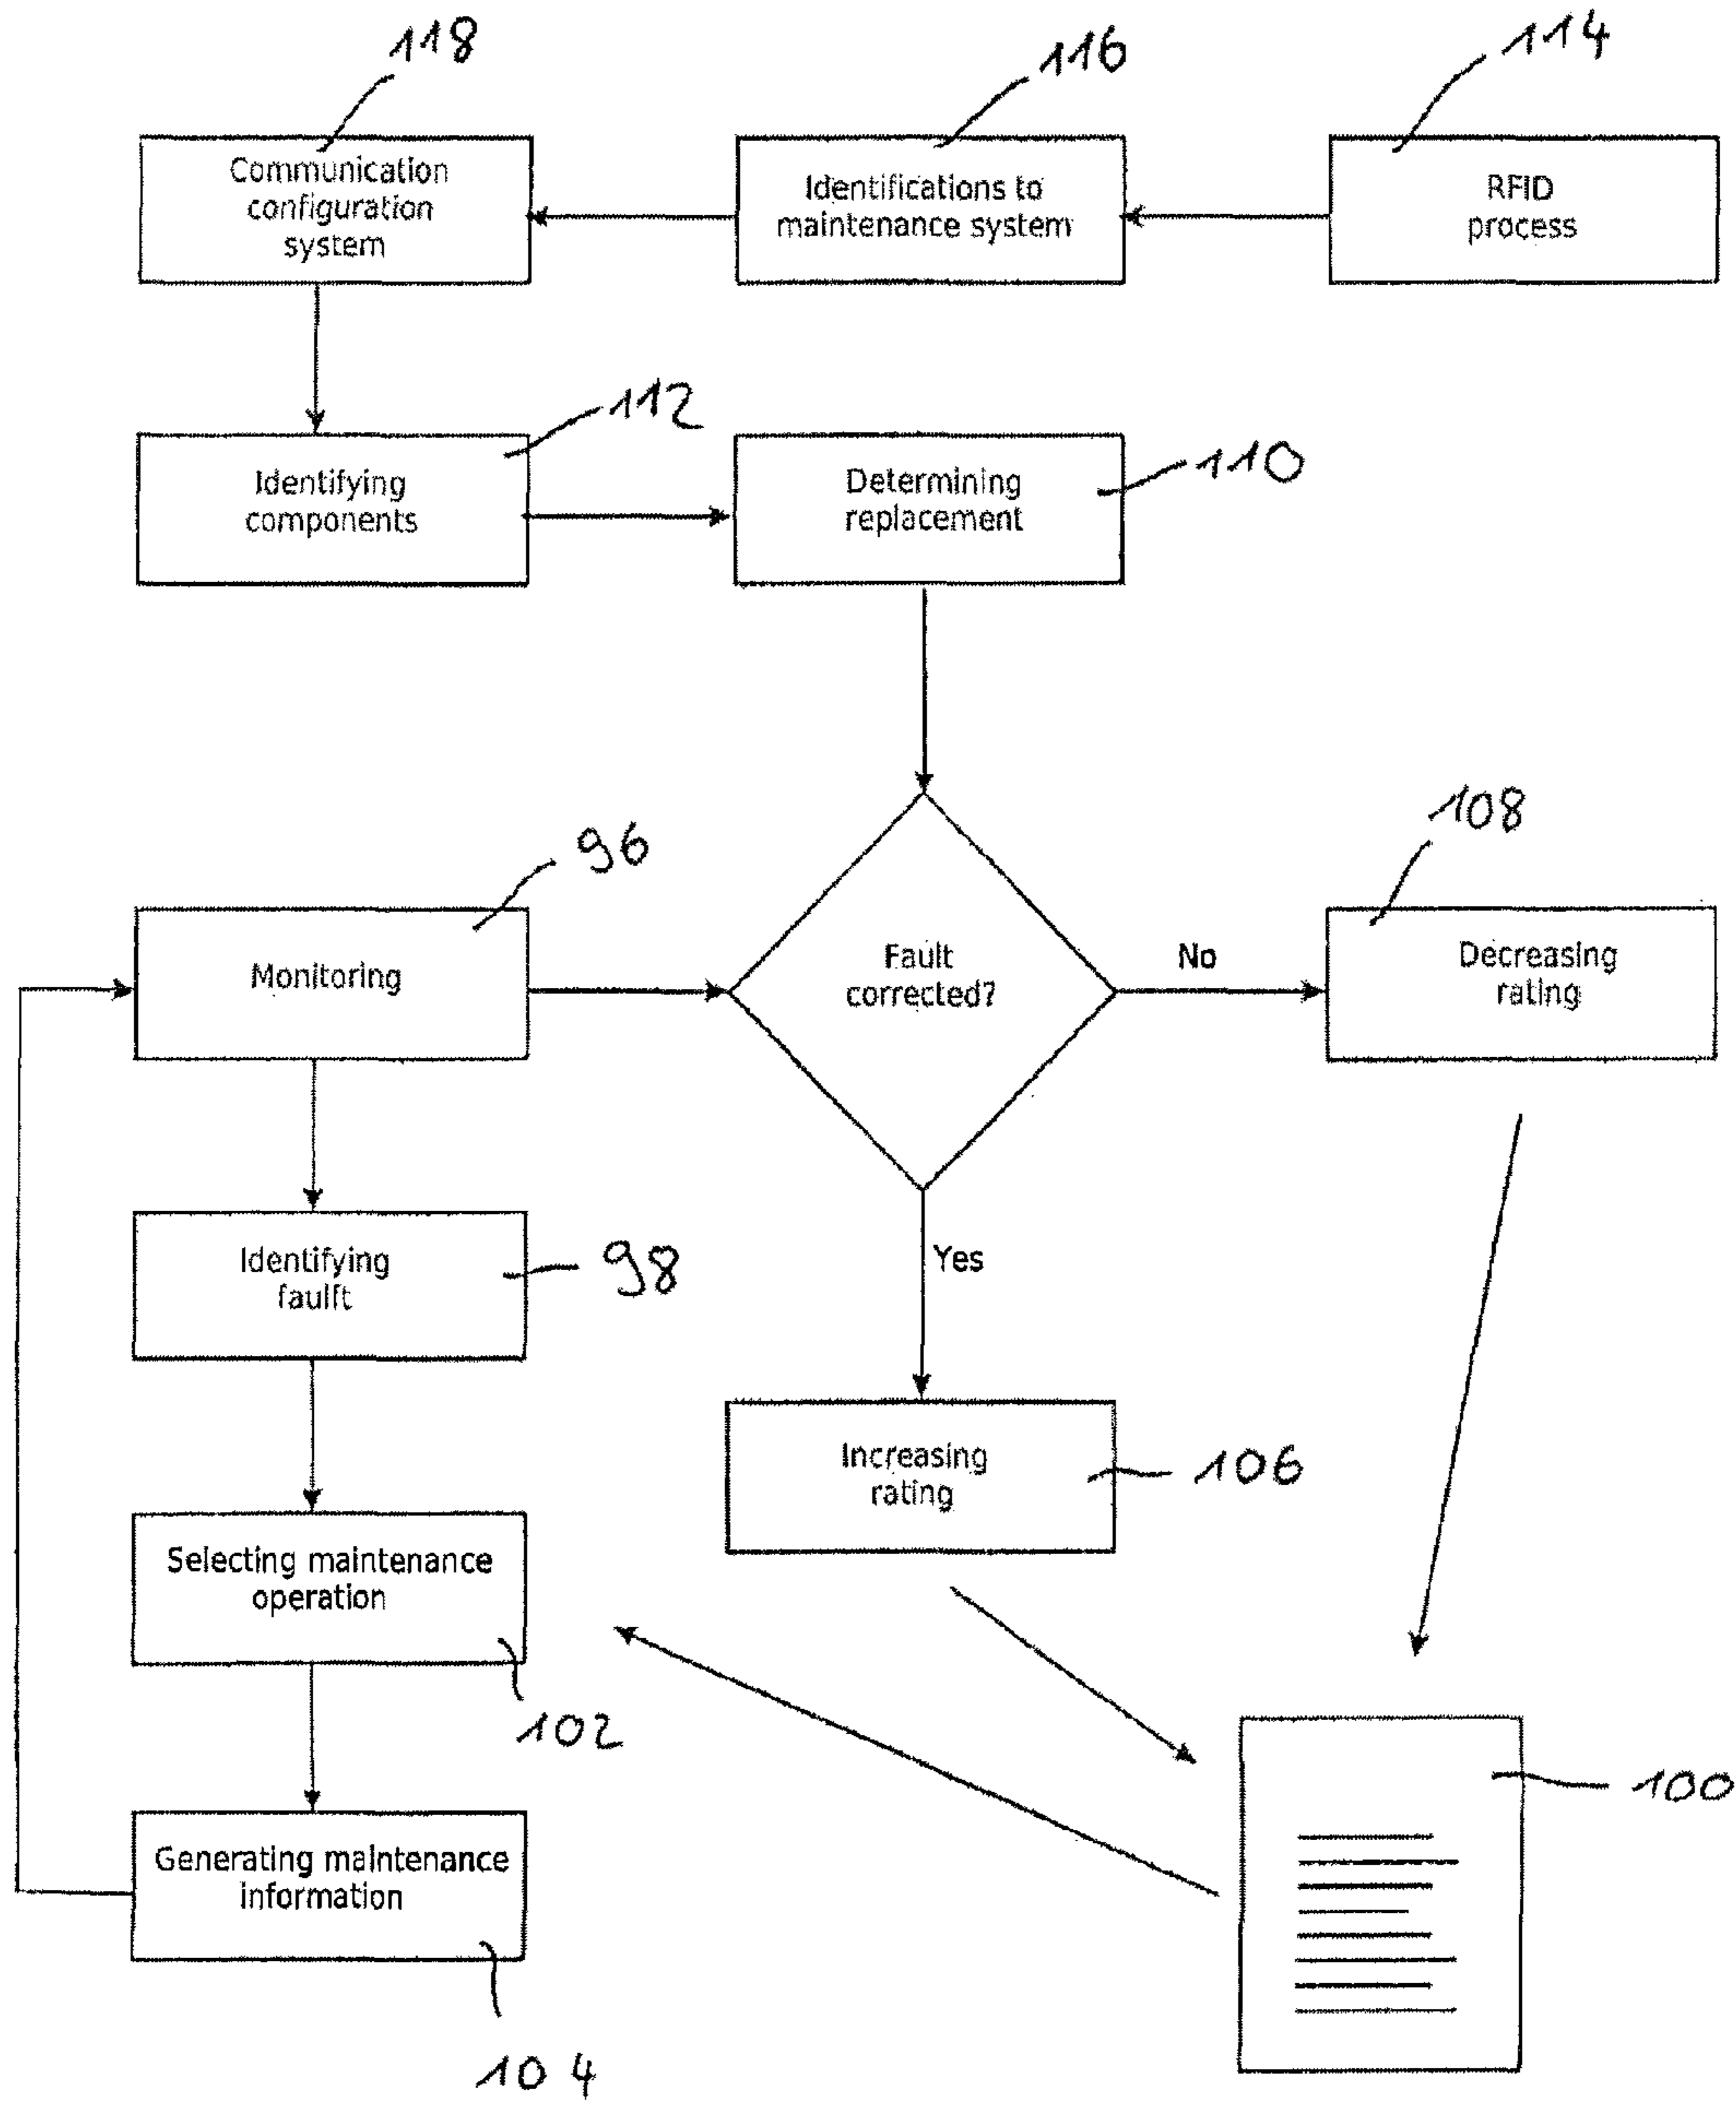 118
116
114
Communication
configuration
system
Identifications to
maintenance system
RFID
process
112
110
Identifying
components
Determining
replacement
96
108
Monitoring
Fault
corrected?
No
Decreasing
rating
98
Identifying
faulft
Yes
Increasing
rating
106
Selecting maintenance
operation
102
100
Generating maintenance
information
104